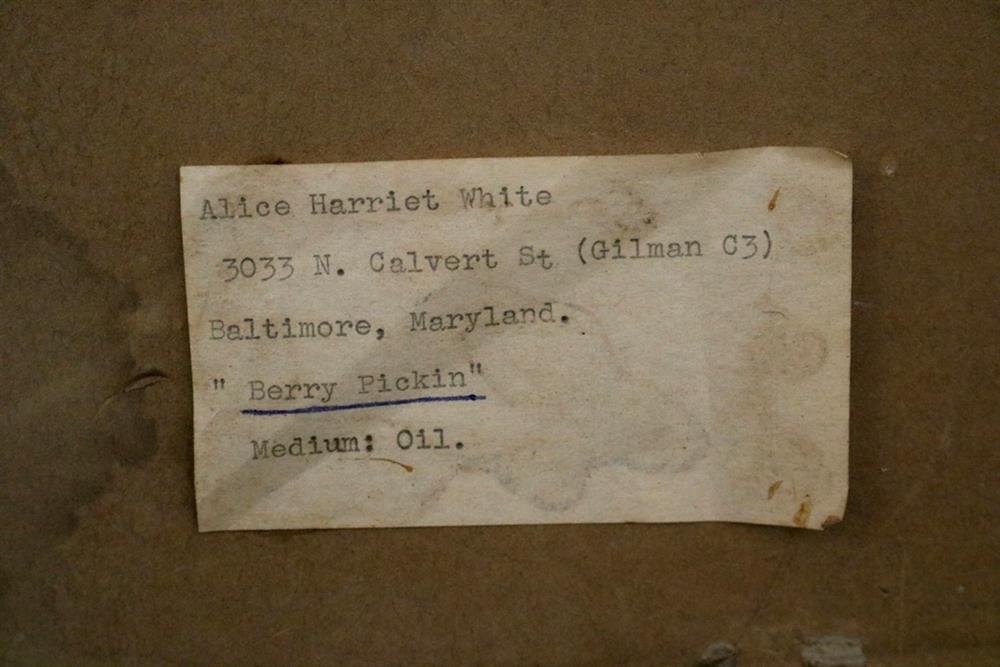 Alice Harriet White
3033 N. Calvert St (Gilman C3)
Baltimore, Maryland.
" Berry Pickin"
Medium: Oil.